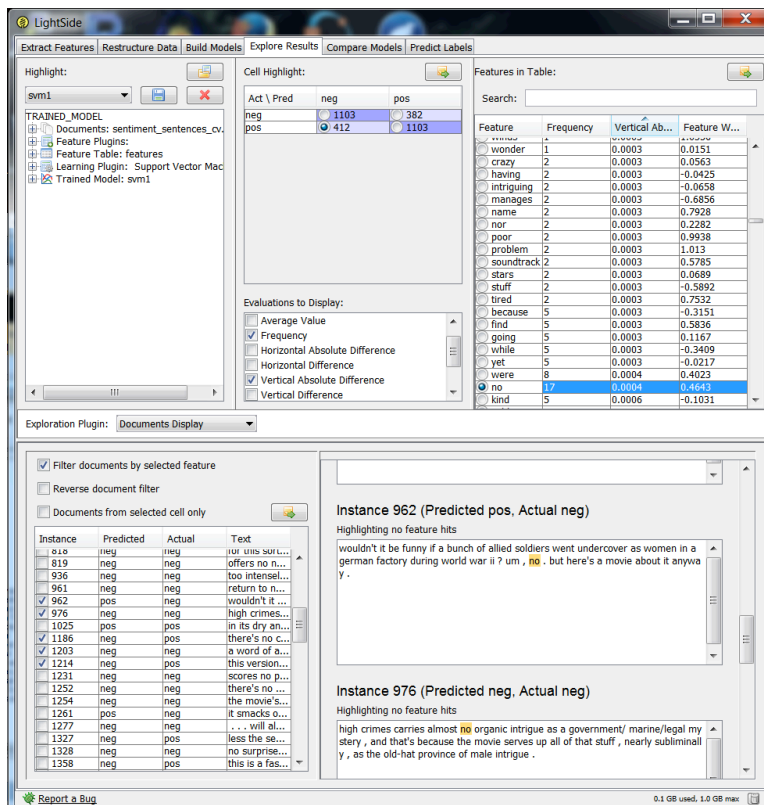 LightSide
Extract Features Restructure Data Build Models Explore Results Compare Models Predict Labels
Highlight:
svm1
TRAINED_MODEL
Documents: sentiment_sentences_cv.
Feature Plugins:
Feature Table: features
Learning Plugin: Support Vector Mac
Trained Model: svm1
Cell Highlight:
Act \ Pred neg pos
neg 1103 382
pos 412 1103
Evaluations to Display:
Average Value
Frequency
Horizontal Absolute Difference
Horizontal Difference
Vertical Absolute Difference
Vertical Difference
Features in Table:
Search:
Feature Frequency Vertical Ab... Feature W...
wonder 1 0.0003 0.0151
crazy 2 0.0003 0.0563
having 2 0.0003 -0.0425
intriguing 2 0.0003 -0.0658
manages 2 0.0003 -0.6856
name 2 0.0003 0.7928
nor 2 0.0003 0.2282
poor 2 0.0003 0.9938
problem 2 0.0003 1.013
soundtrack 2 0.0003 0.5785
stars 2 0.0003 0.0689
stuff 2 0.0003 -0.5892
tired 2 0.0003 0.7532
because 5 0.0003 -0.3151
find 5 0.0003 0.5836
going 5 0.0003 0.1167
while 5 0.0003 -0.3409
yet 5 0.0003 -0.0217
were 8 0.0004 0.4023
no 17 0.0004 0.4643
kind 5 0.0006 -0.1031
Exploration Plugin: Documents Display
Filter documents by selected feature
Reverse document filter
Documents from selected cell only
Instance Predicted Actual Text
818 neg neg for this sort...
819 neg neg offers no n...
936 neg neg too intensel...
961 neg neg return to n...
962 pos neg wouldn't it ...
976 neg neg high crimes...
1025 pos pos in its dry an...
1186 neg pos there's no c...
1203 neg pos a word of a...
1214 neg pos this version...
1231 neg neg scores no p...
1252 neg neg there's no ...
1254 neg neg the movie's...
1261 pos neg it smacks o...
1277 neg neg . . . will al...
1327 neg pos less the se...
1328 neg neg no surprise...
1358 neg pos this is a fas...
Instance 962 (Predicted pos, Actual neg)
Highlighting no feature hits
wouldn't it be funny if a bunch of allied soldiers went undercover as women in a
german factory during world war ii ? um , no . but here's a movie about it anywa
y .
Instance 976 (Predicted neg, Actual neg)
Highlighting no feature hits
high crimes carries almost no organic intrigue as a government/ marine/legal my
stery , and that's because the movie serves up all of that stuff , nearly subliminall
y , as the old-hat province of male intrigue .
Report a Bug
0.1 GB used, 1.0 GB max